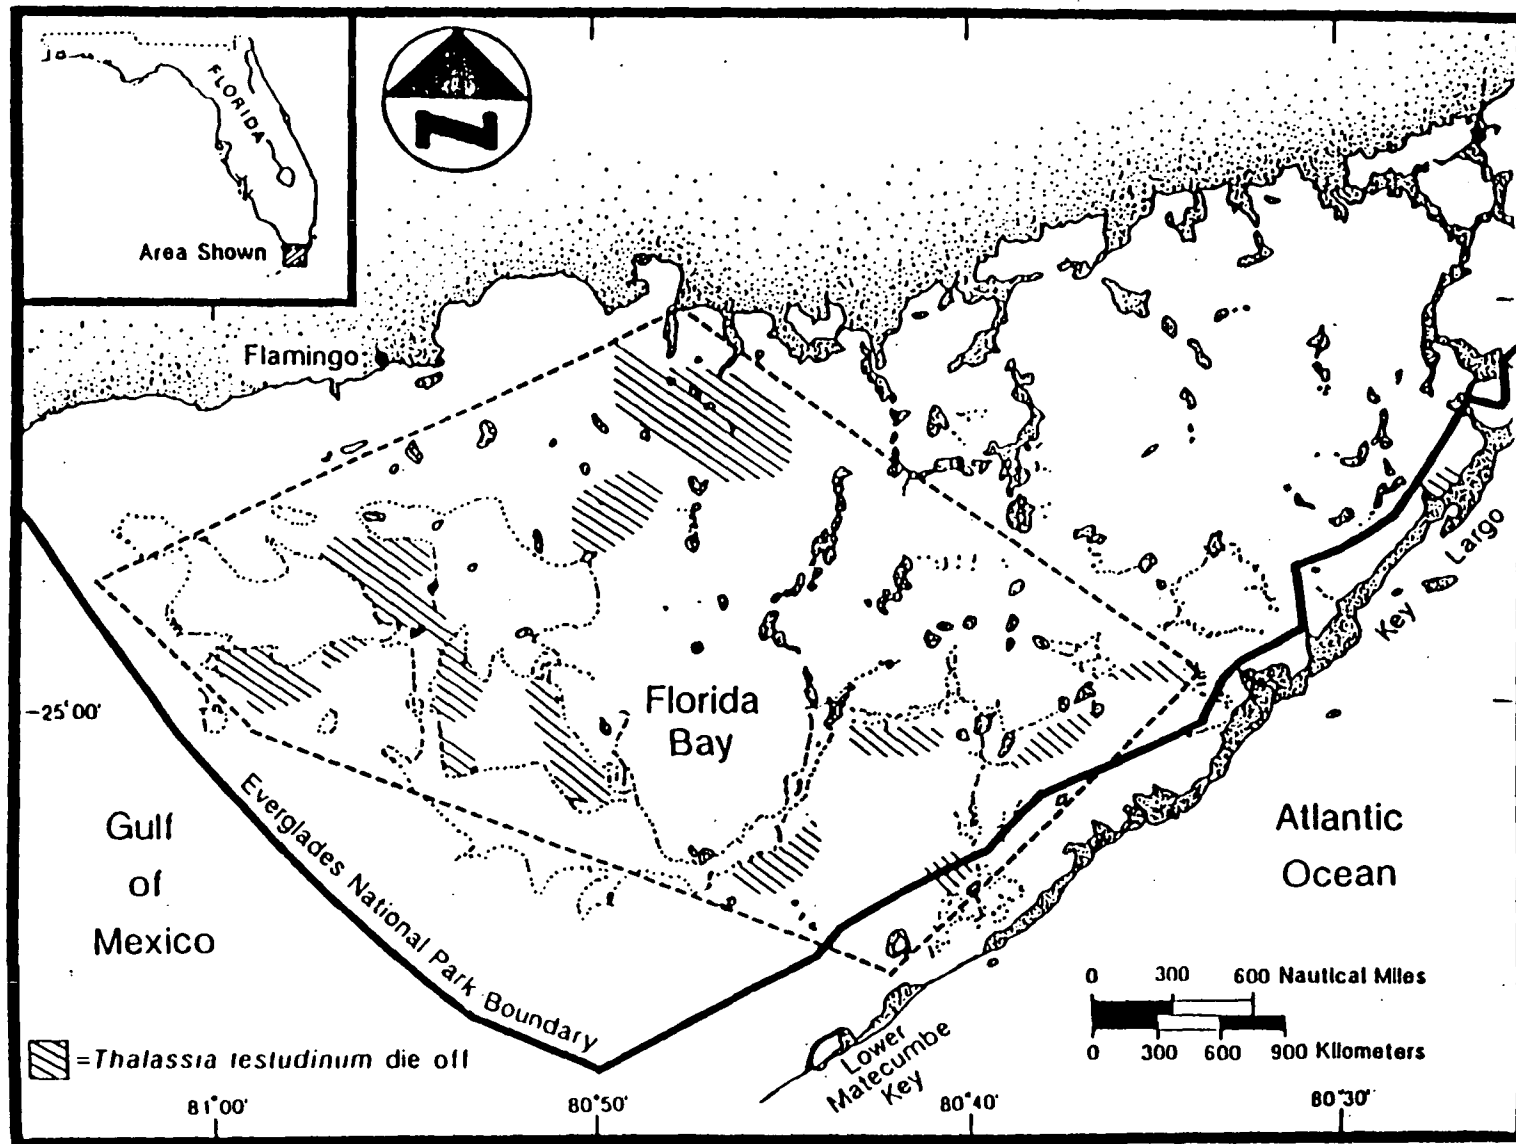 FLORIDA
Area Shown
N
Flamingo
Florida
Bay
Key Largo
-25°00'
Gulf
of
Mexico
Everglades National Park Boundary
Atlantic
Ocean
0 300 600 Nautical Miles
0 300 600 900 Kilometers
Lower
Matecumbe
Key
=Thalassia testudinum die off
81°00' 80°50' 80°40' 80°30'